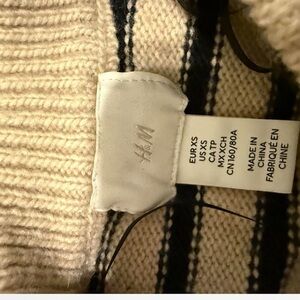 H&M
EUR XS
US XS
CA TP
MX XCH
CN 160/80A
MADE IN
CHINA
FABRIQUÉ EN
CHINE